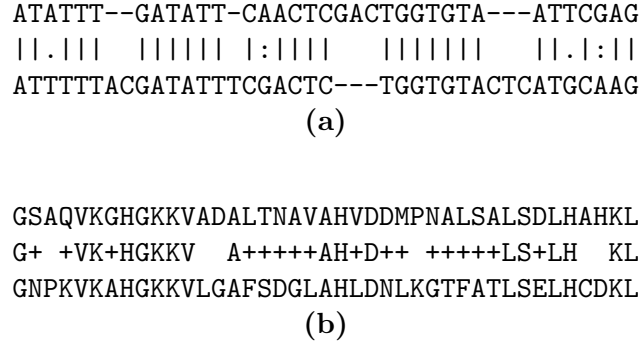 ATATTT--GATATT-CAACTCGACTGGTGTA---ATTCGAG
||.|||  |||||| |:||||   |||||||   ||.|:||
ATTTTTACGATATTTCGACTC---TGGTGTACTCATGCAAG
(a)
GSAQVKGHGKKVADALTNAVAHVDDMPNALSALSDLHAHKL
G+ +VK+HGKKV  A+++++AH+D++ +++++LS+LH  KL
GNPKVKAHGKKVLGAFSDGLAHLDNLKGTFATLSELHCDKL
(b)